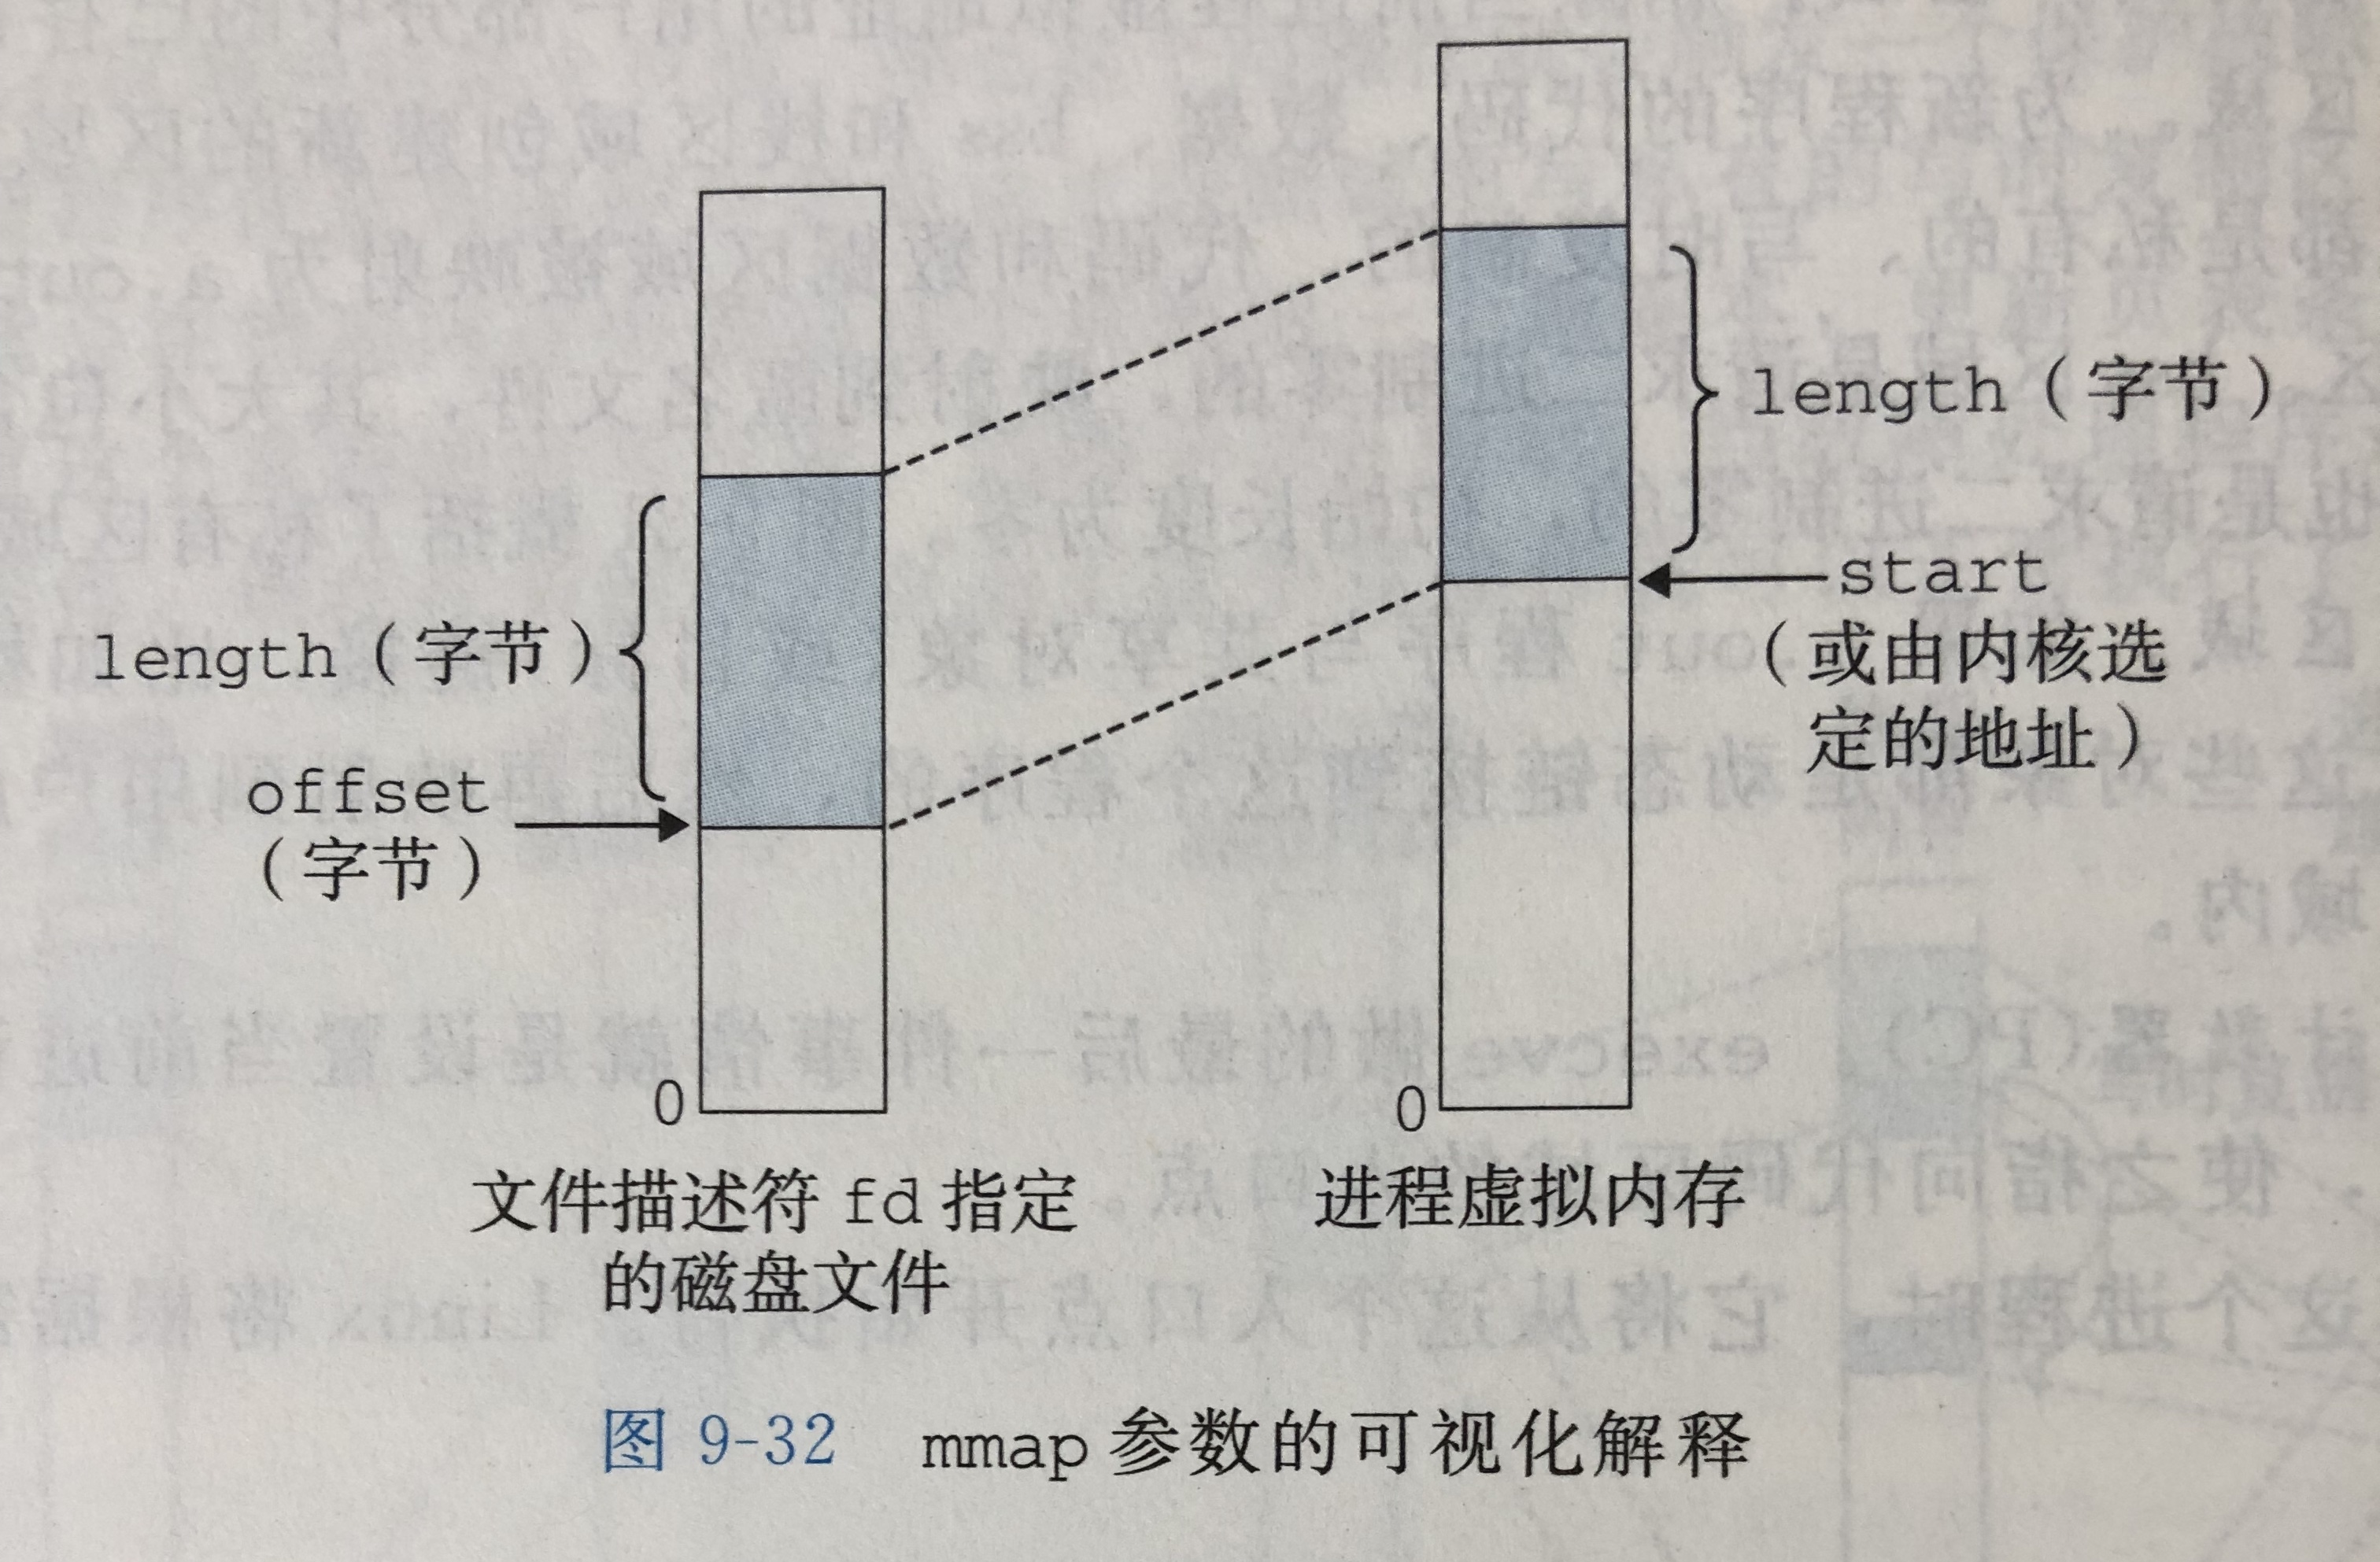 length（字节）
length（字节）
start
（或由内核选
定的地址）
offset
（字节）
0
0
文件描述符 fd 指定
的磁盘文件
进程虚拟内存
图 9-32 mmap 参数的可视化解释